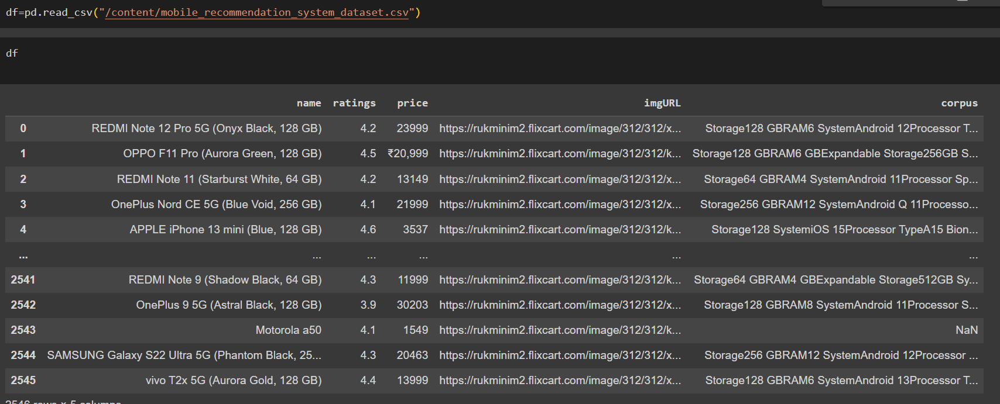 df=pd.read_csv("/content/mobile_recommendation_system_dataset.csv")
df
name ratings price imgURL corpus
0 REDMI Note 12 Pro 5G (Onyx Black, 128 GB) 4.2 23999 https://rukminim2.flixcart.com/image/312/312/x... Storage128 GBRAM6 SystemAndroid 12Processor T...
1 OPPO F11 Pro (Aurora Green, 128 GB) 4.5 ₹20,999 https://rukminim2.flixcart.com/image/312/312/k... Storage128 GBRAM6 GBExpandable Storage256GB S...
2 REDMI Note 11 (Starburst White, 64 GB) 4.2 13149 https://rukminim2.flixcart.com/image/312/312/x... Storage64 GBRAM4 SystemAndroid 11Processor Sp...
3 OnePlus Nord CE 5G (Blue Void, 256 GB) 4.1 21999 https://rukminim2.flixcart.com/image/312/312/x... Storage256 GBRAM12 SystemAndroid Q 11Processo...
4 APPLE iPhone 13 mini (Blue, 128 GB) 4.6 3537 https://rukminim2.flixcart.com/image/312/312/k... Storage128 SystemiOS 15Processor TypeA15 Bion...
... ... ... ... ... ...
2541 REDMI Note 9 (Shadow Black, 64 GB) 4.3 11999 https://rukminim2.flixcart.com/image/312/312/k... Storage64 GBRAM4 GBExpandable Storage512GB Sy...
2542 OnePlus 9 5G (Astral Black, 128 GB) 3.9 30203 https://rukminim2.flixcart.com/image/312/312/x... Storage128 GBRAM8 SystemAndroid 11Processor S...
2543 Motorola a50 4.1 1549 https://rukminim2.flixcart.com/image/312/312/k... NaN
2544 SAMSUNG Galaxy S22 Ultra 5G (Phantom Black, 25... 4.3 20463 https://rukminim2.flixcart.com/image/312/312/x... Storage256 GBRAM12 SystemAndroid 12Processor ...
2545 vivo T2x 5G (Aurora Gold, 128 GB) 4.4 13999 https://rukminim2.flixcart.com/image/312/312/x... Storage128 GBRAM6 SystemAndroid 13Processor T...
2546 rows × 5 columns